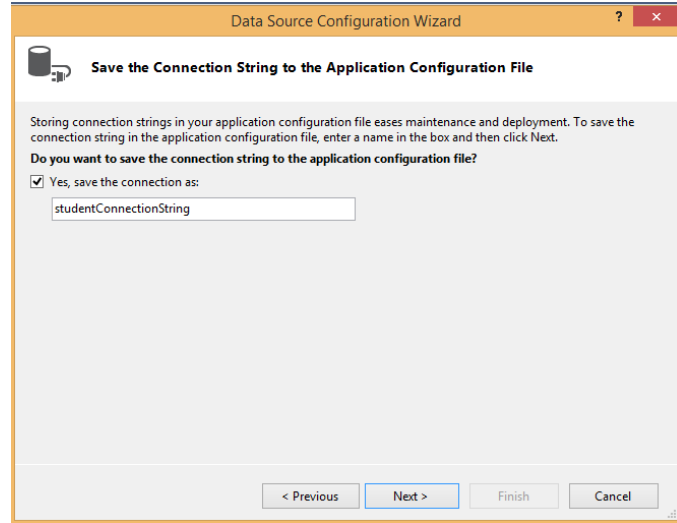 Data Source Configuration Wizard
?
×
Save the Connection String to the Application Configuration File
Storing connection strings in your application configuration file eases maintenance and deployment. To save the
connection string in the application configuration file, enter a name in the box and then click Next.
Do you want to save the connection string to the application configuration file?
Yes, save the connection as:
studentConnectionString
< Previous
Next >
Finish
Cancel